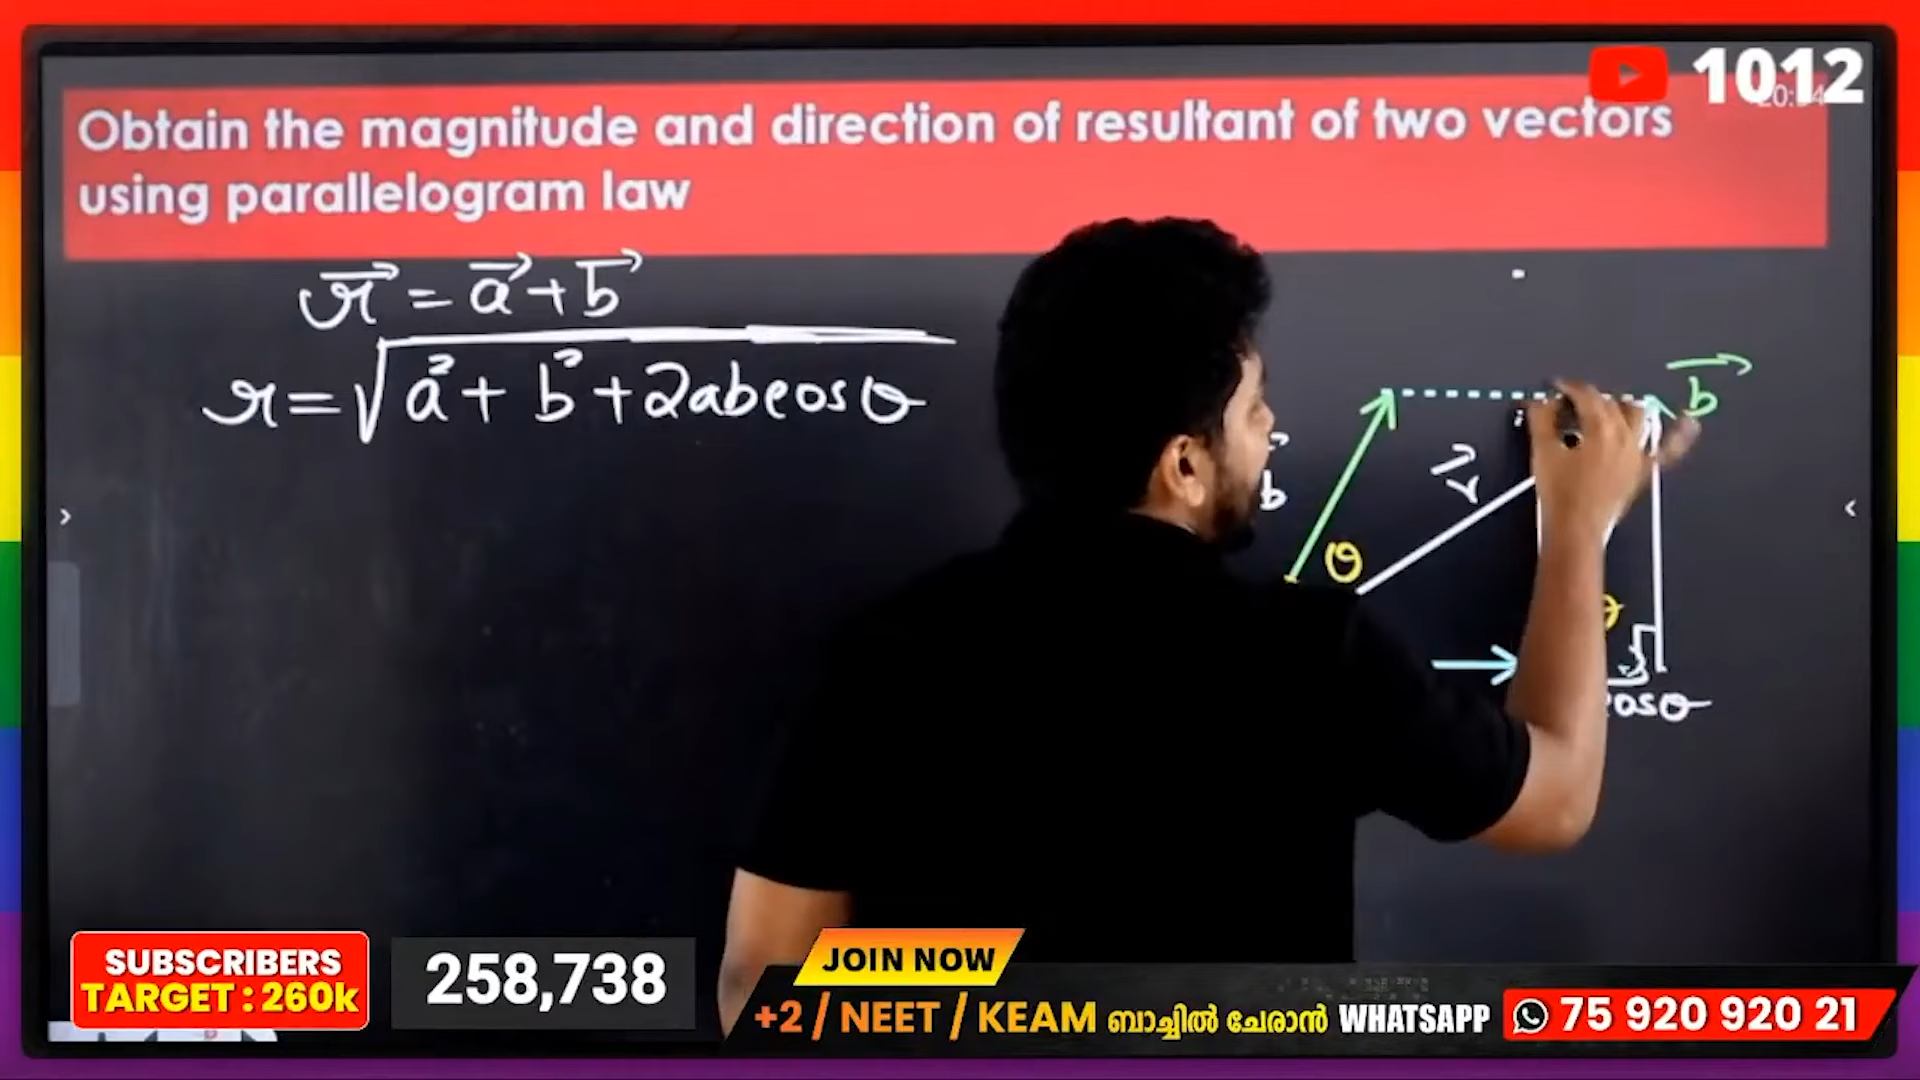 1012
Obtain the magnitude and direction of resultant of two vectors
using parallelogram law
r⃗ = a⃗ + b⃗
r = √a² + b² + 2abcosθ
b⃗
r⃗
b⃗
θ
θ
cosθ
SUBSCRIBERS
TARGET : 260k
258,738
JOIN NOW
+2 / NEET / KEAM ബാച്ചിൽ ചേരാൻ WHATSAPP 75 920 920 21